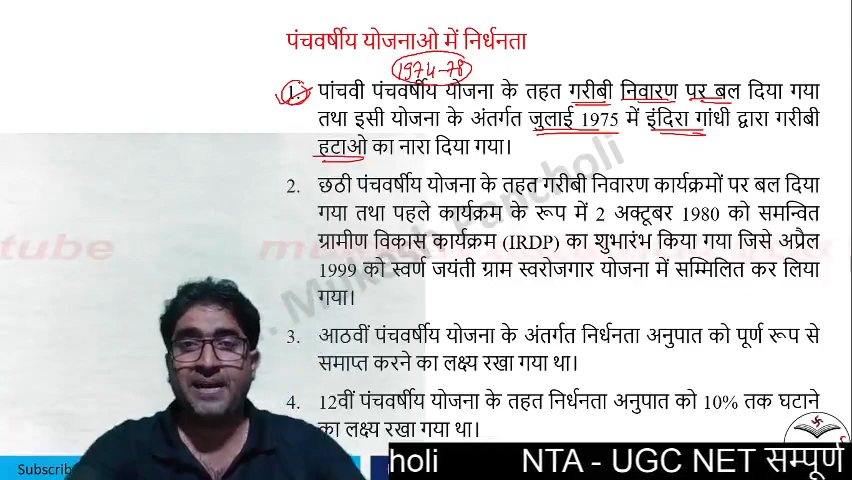 पंचवर्षीय योजनाओ में निर्धनता
1974-78
1. पांचवी पंचवर्षीय योजना के तहत गरीबी निवारण पर बल दिया गया
तथा इसी योजना के अंतर्गत जुलाई 1975 में इंदिरा गांधी द्वारा गरीबी
हटाओ का नारा दिया गया।
2. छठी पंचवर्षीय योजना के तहत गरीबी निवारण कार्यक्रमों पर बल दिया
गया तथा पहले कार्यक्रम के रूप में 2 अक्टूबर 1980 को समन्वित
ग्रामीण विकास कार्यक्रम (IRDP) का शुभारंभ किया गया जिसे अप्रैल
1999 को स्वर्ण जयंती ग्राम स्वरोजगार योजना में सम्मिलित कर लिया
गया।
3. आठवीं पंचवर्षीय योजना के अंतर्गत निर्धनता अनुपात को पूर्ण रूप से
समाप्त करने का लक्ष्य रखा गया था।
4. 12वीं पंचवर्षीय योजना के तहत निर्धनता अनुपात को 10% तक घटाने
का लक्ष्य रखा गया था।
tube
Mukesh Pancholi
Subscrib
holi NTA - UGC NET सम्पूर्ण